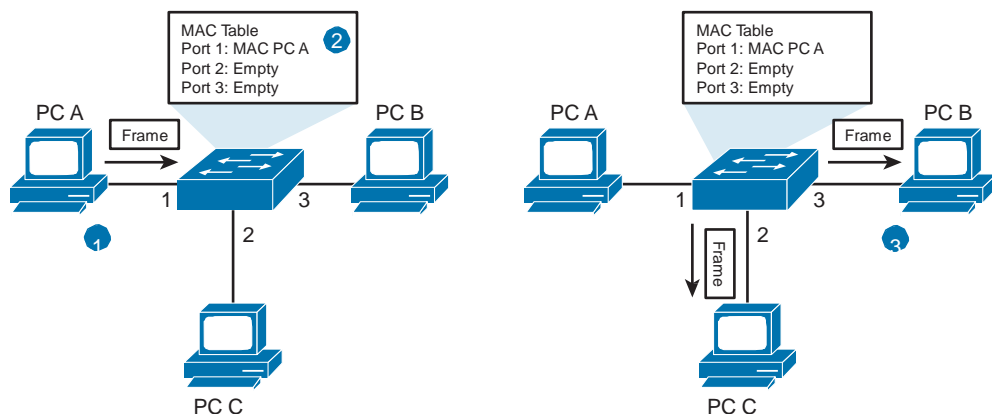 MAC Table
Port 1: MAC PC A
Port 2: Empty
Port 3: Empty
2
PC A
Frame
PC B
1
3
1
2
PC C
MAC Table
Port 1: MAC PC A
Port 2: Empty
Port 3: Empty
PC A
Frame
PC B
1
3
2
3
Frame
PC C